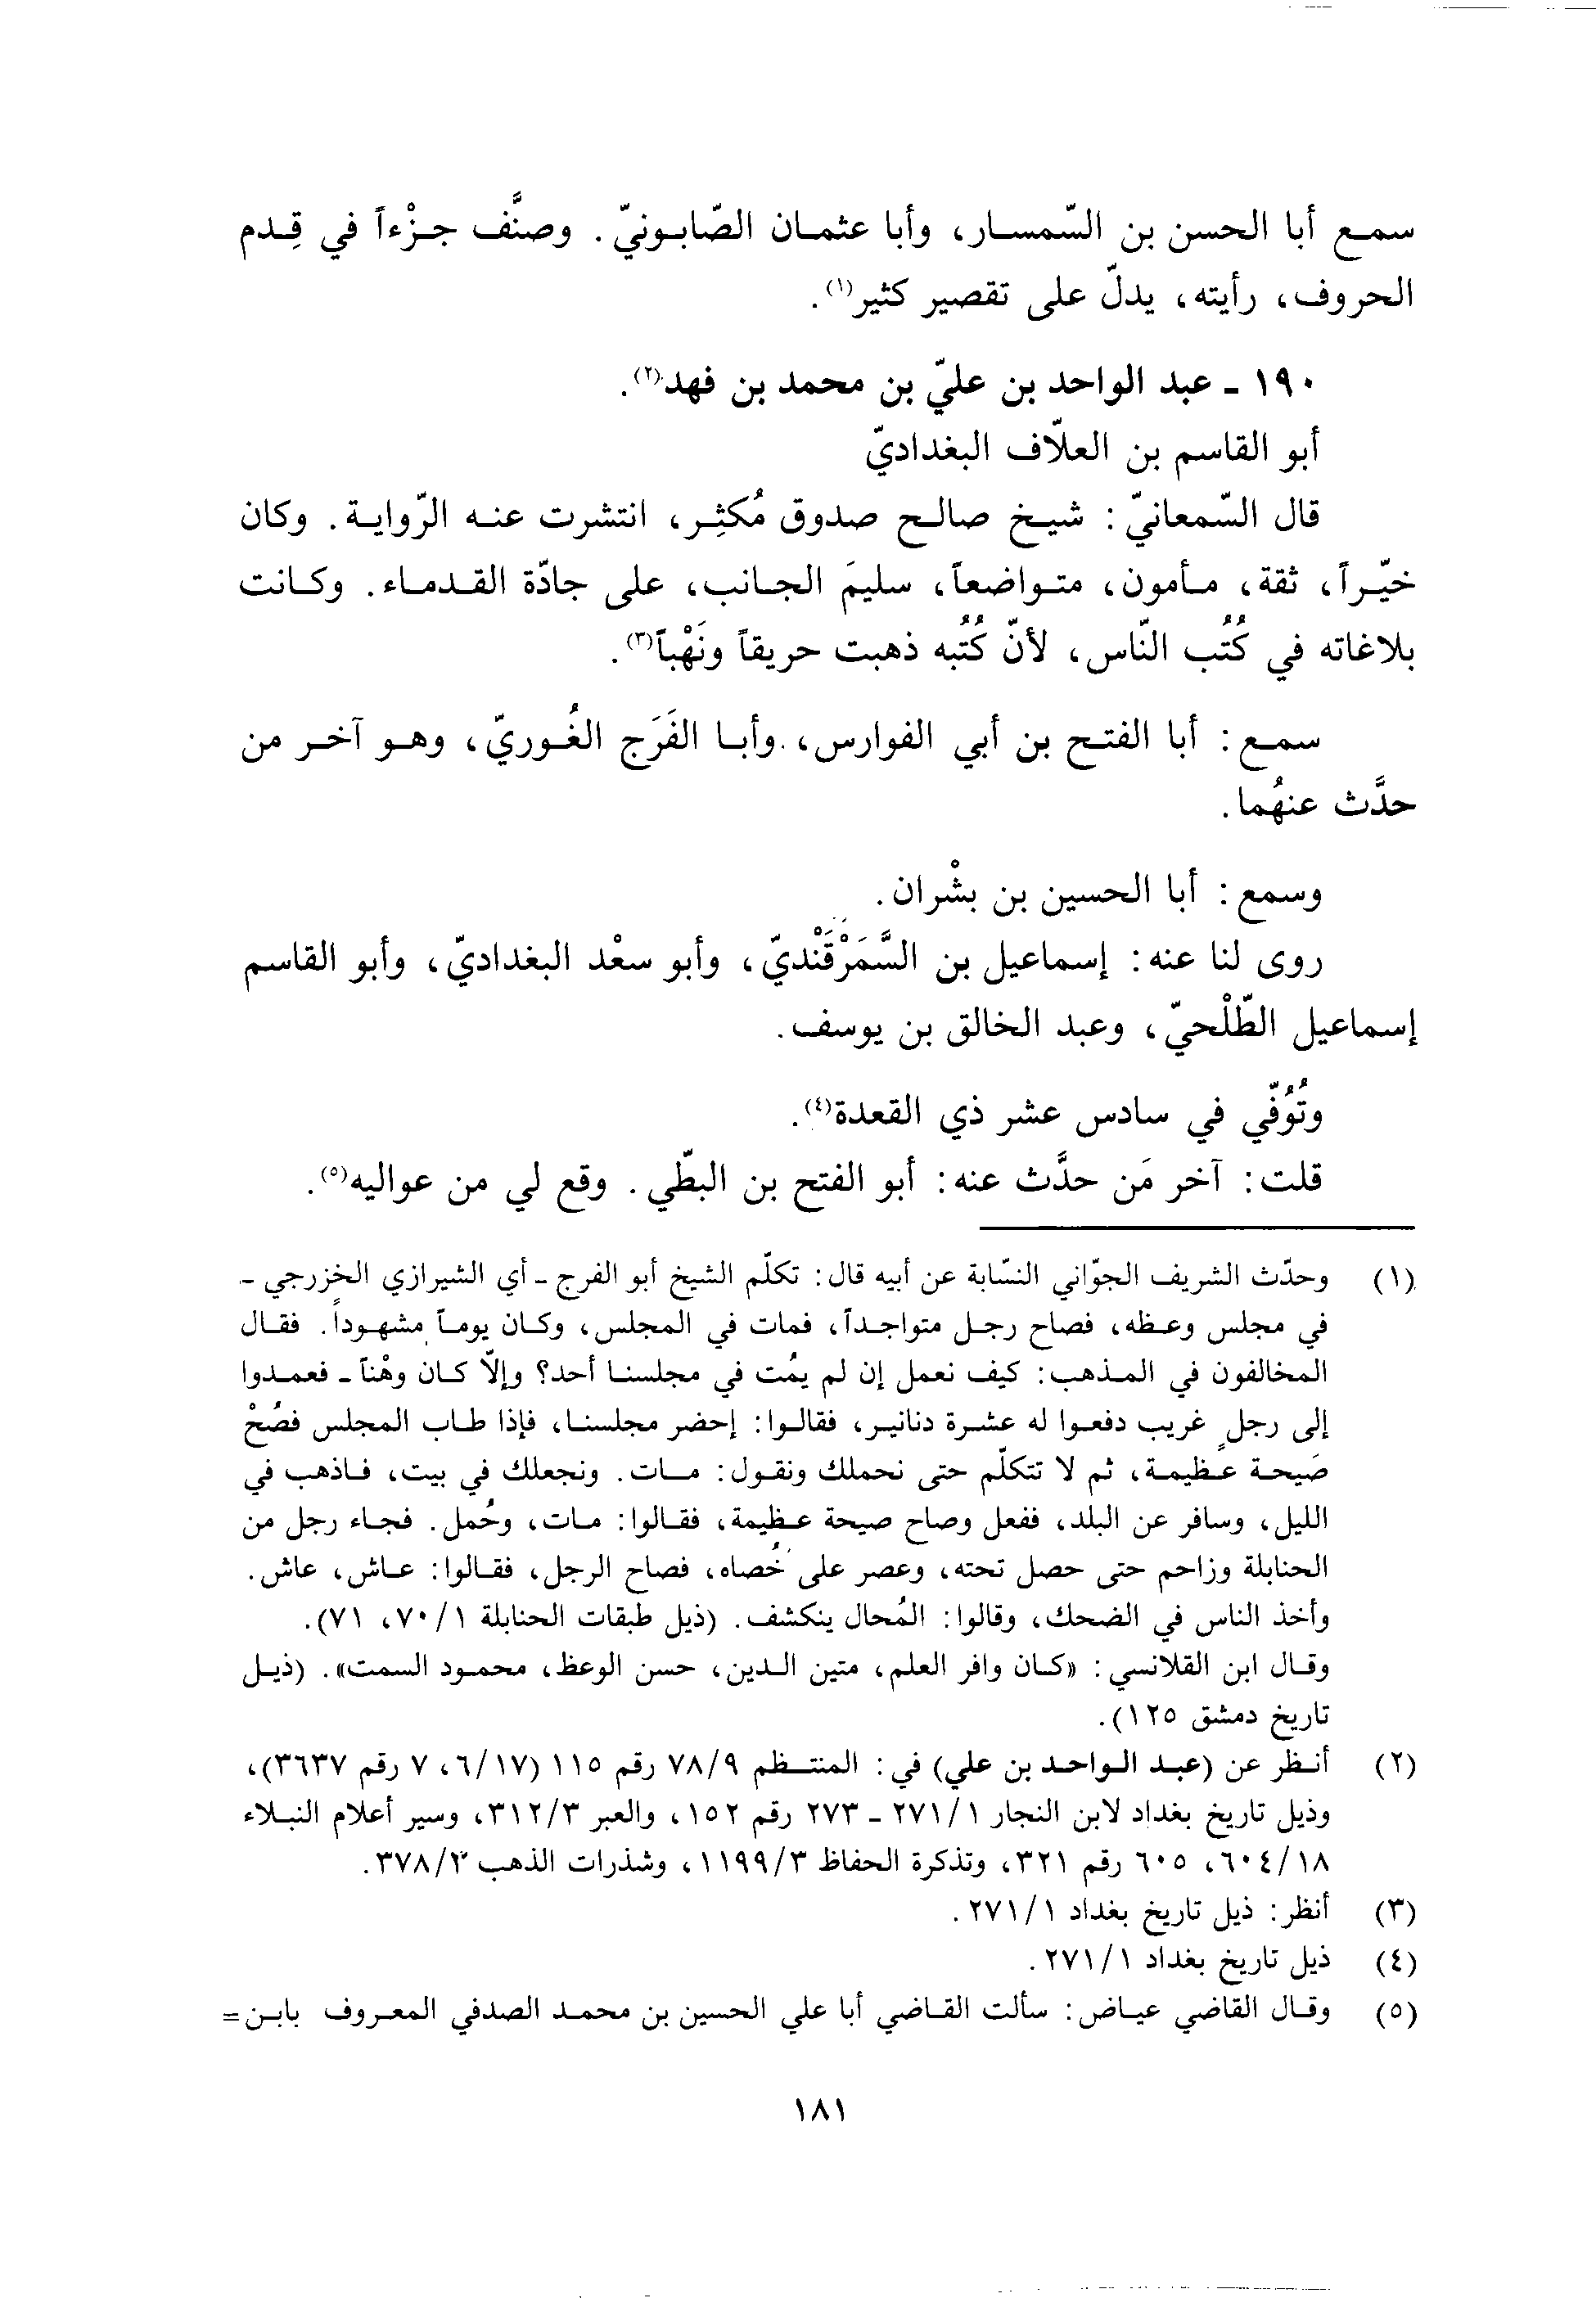 سمع أبا الحسن بن السّمسار، وأبا عثمان الصّابونيّ. وصنَّف جزْءاً في قِدم
الحروف، رأيته، يدلّ على تقصير كثير(١).
١٩٠ - عبد الواحد بن عليّ بن محمد بن فهد(٢).
أبو القاسم بن العلّاف البغداديّ
قال السّمعانيّ: شيخ صالح صدوق مُكثِر، انتشرت عنه الرّواية. وكان
خيّراً، ثقة، مأمون، متواضعاً، سليمَ الجانب، على جادّة القدماء. وكانت
بلاغاته في كُتُب النّاس، لأنّ كُتُبه ذهبت حريقاً ونَهْباً(٣).
سمع: أبا الفتح بن أبي الفوارس، وأبا الفَرَج الغُوريّ، وهو آخر من
حدَّث عنهُما.
وسمع: أبا الحسين بن بشْران.
روى لنا عنه: إسماعيل بن السَّمَرْقَنْديّ، وأبو سعْد البغداديّ، وأبو القاسم
إسماعيل الطّلْحيّ، وعبد الخالق بن يوسف.
وتُوُفّي في سادس عشر ذي القعدة(٤).
قلت: آخر مَن حدَّث عنه: أبو الفتح بن البطّي. وقع لي من عواليه(٥).
(١) وحدّث الشريف الجوّاني النسّابة عن أبيه قال: تكلّم الشيخ أبو الفرج - أي الشيرازي الخزرجي -
في مجلس وعظه، فصاح رجل متواجداً، فمات في المجلس، وكان يوماً مشهوداً. فقال
المخالفون في المذهب: كيف نعمل إن لم يمُت في مجلسنا أحد؟ وإلّا كان وهْناً - فعمدوا
إلى رجلٍ غريب دفعوا له عشرة دنانير، فقالوا: إحضر مجلسنا، فإذا طاب المجلس فصُحْ
صَيحة عظيمة، ثم لا تتكلّم حتى نحملك ونقول: مات. ونجعلك في بيت، فاذهب في
الليل، وسافر عن البلد، ففعل وصاح صيحة عظيمة، فقالوا: مات، وحُمل. فجاء رجل من
الحنابلة وزاحم حتى حصل تحته، وعصر على خُصاه، فصاح الرجل، فقالوا: عاش، عاش.
وأخذ الناس في الضحك، وقالوا: المُحال ينكشف. (ذيل طبقات الحنابلة ١/٧٠، ٧١).
وقال ابن القلانسي: «كان وافر العلم، متين الدين، حسن الوعظ، محمود السمت». (ذيل
تاريخ دمشق ١٢٥).
(٢) أنظر عن (عبد الواحد بن علي) في: المنتظم ٧٨/٩ رقم ١١٥ (٦/١٧، ٧ رقم ٣٦٣٧)،
وذيل تاريخ بغداد لابن النجار ٢٧١/١ - ٢٧٣ رقم ١٥٢، والعبر ٣١٢/٣، وسير أعلام النبلاء
٦٠٤/١٨، ٦٠٥ رقم ٣٢١، وتذكرة الحفاظ ١١٩٩/٣، وشذرات الذهب ٣٧٨/٣.
(٣) أنظر: ذيل تاريخ بغداد ٢٧١/١.
(٤) ذيل تاريخ بغداد ٢٧١/١.
(٥) وقال القاضي عياض: سألت القاضي أبا علي الحسين بن محمد الصدفي المعروف بابن=
١٨١